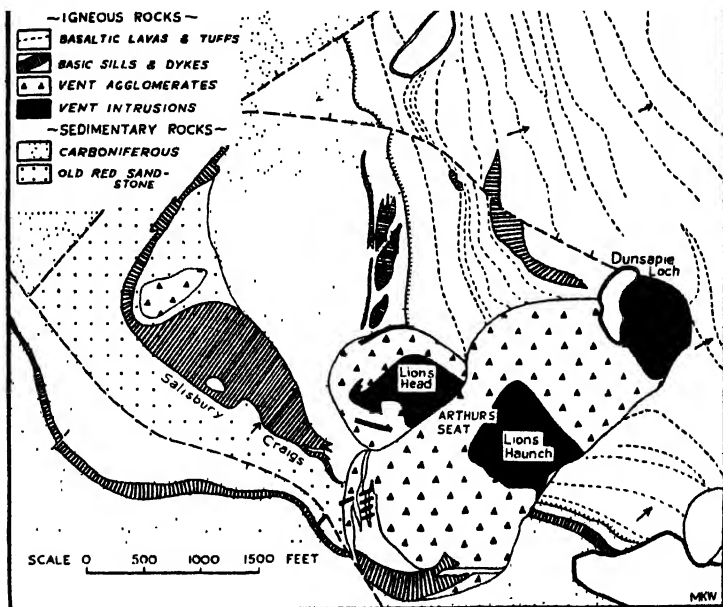 ~IGNEOUS ROCKS~
BASALTIC LAVAS & TUFFS
BASIC SILLS & DYKES
VENT AGGLOMERATES
VENT INTRUSIONS
~SEDIMENTARY ROCKS~
CARBONIFEROUS
OLD RED SAND-
STONE
Dunsapie
Loch
Lions
Head
ARTHURS
SEAT
Lions
Haunch
Salisbury
Craigs
SCALE 0 500 1000 1500 FEET
MKW